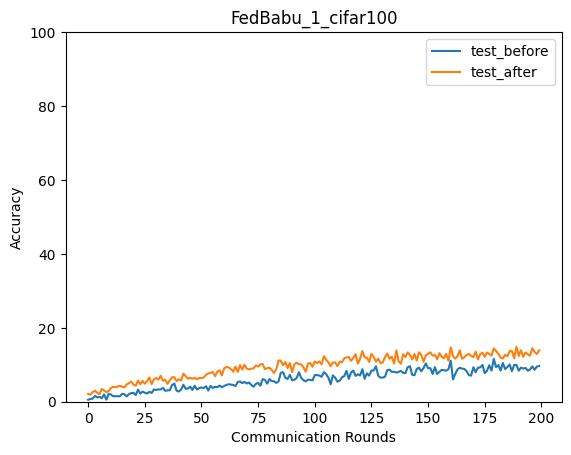 FedBabu_1_cifar100
100
80
60
40
20
0
Accuracy
test_before
test_after
0 25 50 75 100 125 150 175 200
Communication Rounds